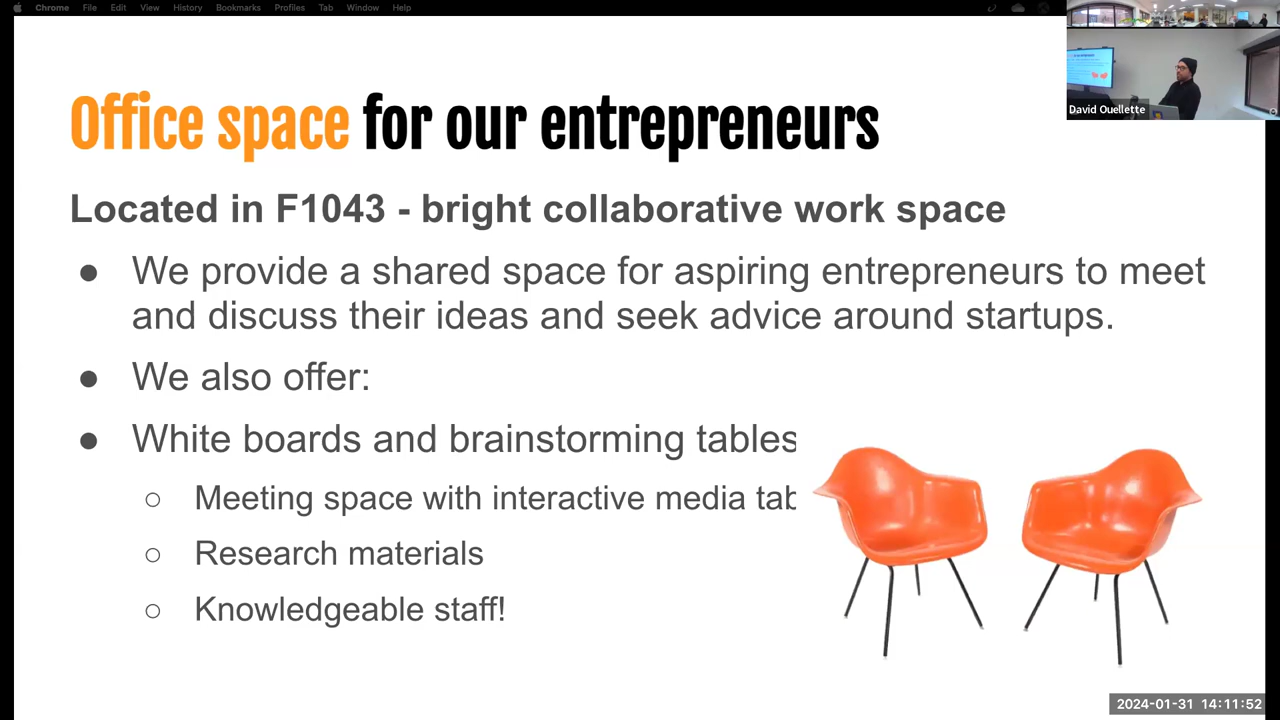 Chrome File Edit View History Bookmarks Profiles Tab Window Help
David Ouellette
Office space for our entrepreneurs
Located in F1043 - bright collaborative work space
● We provide a shared space for aspiring entrepreneurs to meet
and discuss their ideas and seek advice around startups.
● We also offer:
● White boards and brainstorming tables
○ Meeting space with interactive media tab
○ Research materials
○ Knowledgeable staff!
2024-01-31 14:11:52